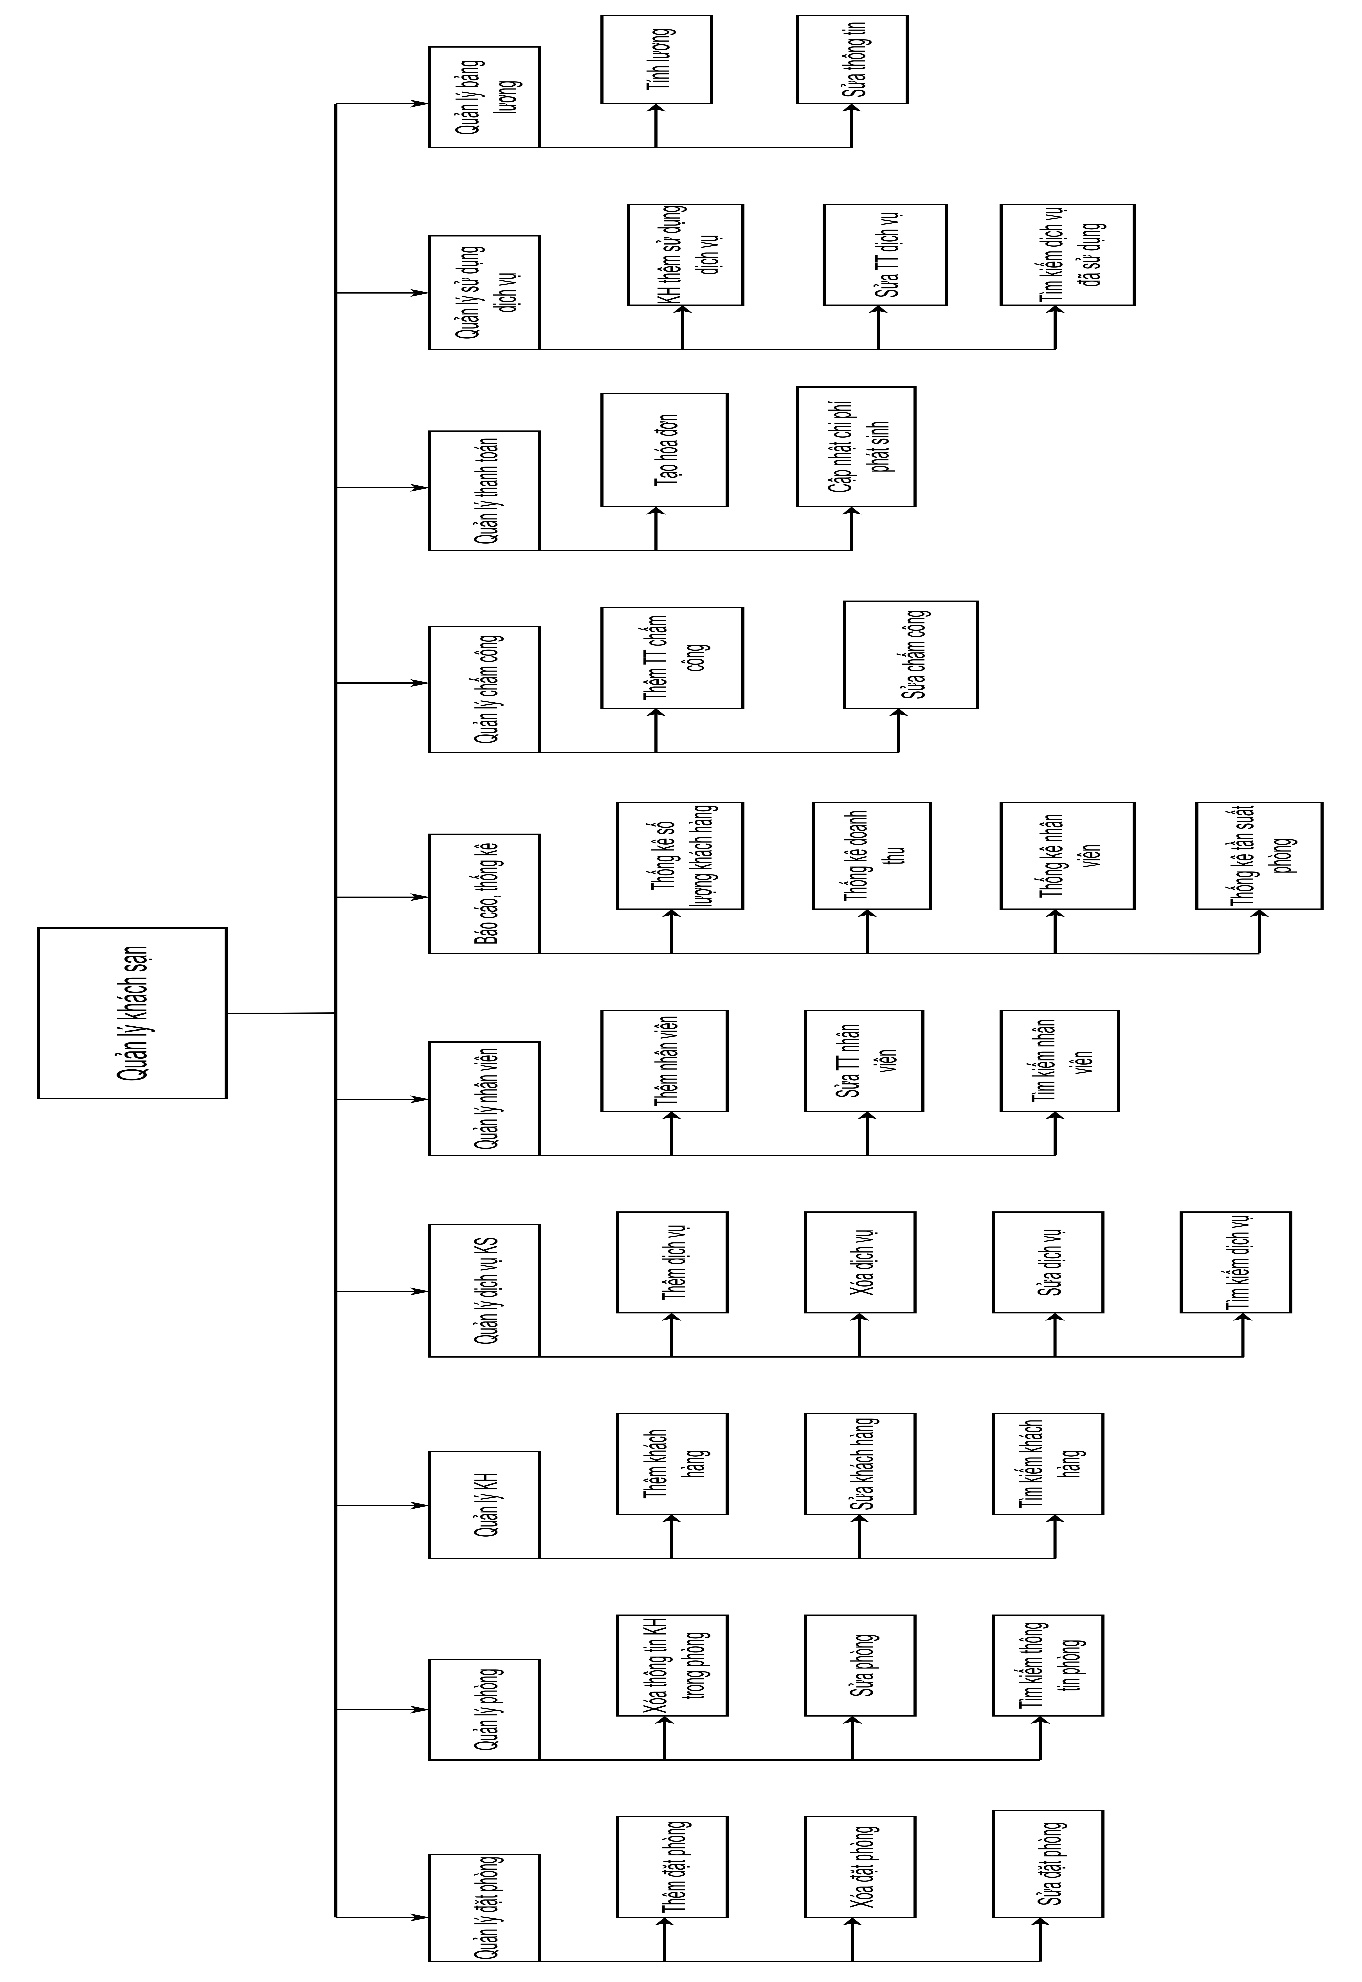 Quản lý khách sạn
Quản lý đặt phòng
Thêm đặt phòng
Xóa đặt phòng
Sửa đặt phòng
Quản lý phòng
Xóa thông tin KH
trong phòng
Sửa phòng
Tìm kiếm thông
tin phòng
Quản lý KH
Thêm khách
hàng
Sửa khách hàng
Tìm kiếm khách
hàng
Quản lý dịch vụ KS
Thêm dịch vụ
Xóa dịch vụ
Sửa dịch vụ
Tìm kiếm dịch vụ
Quản lý nhân viên
Thêm nhân viên
Sửa TT nhân
viên
Tìm kiếm nhân
viên
Báo cáo, thống kê
Thống kê số
lượng khách hàng
Thống kê doanh
thu
Thống kê nhân
viên
Thống kê tần suất
phòng
Quản lý chấm công
Thêm TT chấm
công
Sửa chấm công
Quản lý thanh toán
Tạo hóa đơn
Cập nhật chi phí
phát sinh
Quản lý sử dụng
dịch vụ
KH thêm sử dụng
dịch vụ
Sửa TT dịch vụ
Tìm kiếm dịch vụ
đã sử dụng
Quản lý bảng
lương
Tính lương
Sửa thông tin